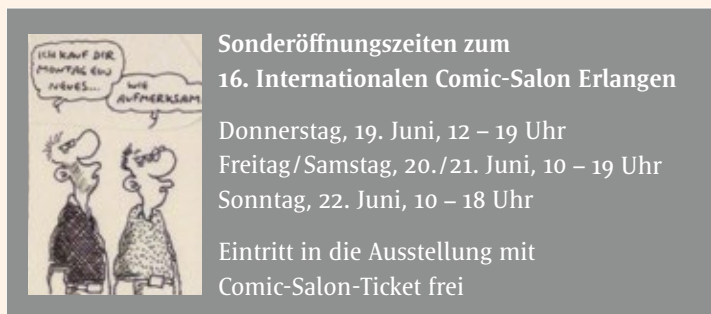 ICH KAUF DIR
MONTAG EIN
NEUES...
WIE
AUFMERKSAM
Sonderöffnungszeiten zum
16. Internationalen Comic-Salon Erlangen
Donnerstag, 19. Juni, 12 – 19 Uhr
Freitag/Samstag, 20./21. Juni, 10 – 19 Uhr
Sonntag, 22. Juni, 10 – 18 Uhr
Eintritt in die Ausstellung mit
Comic-Salon-Ticket frei